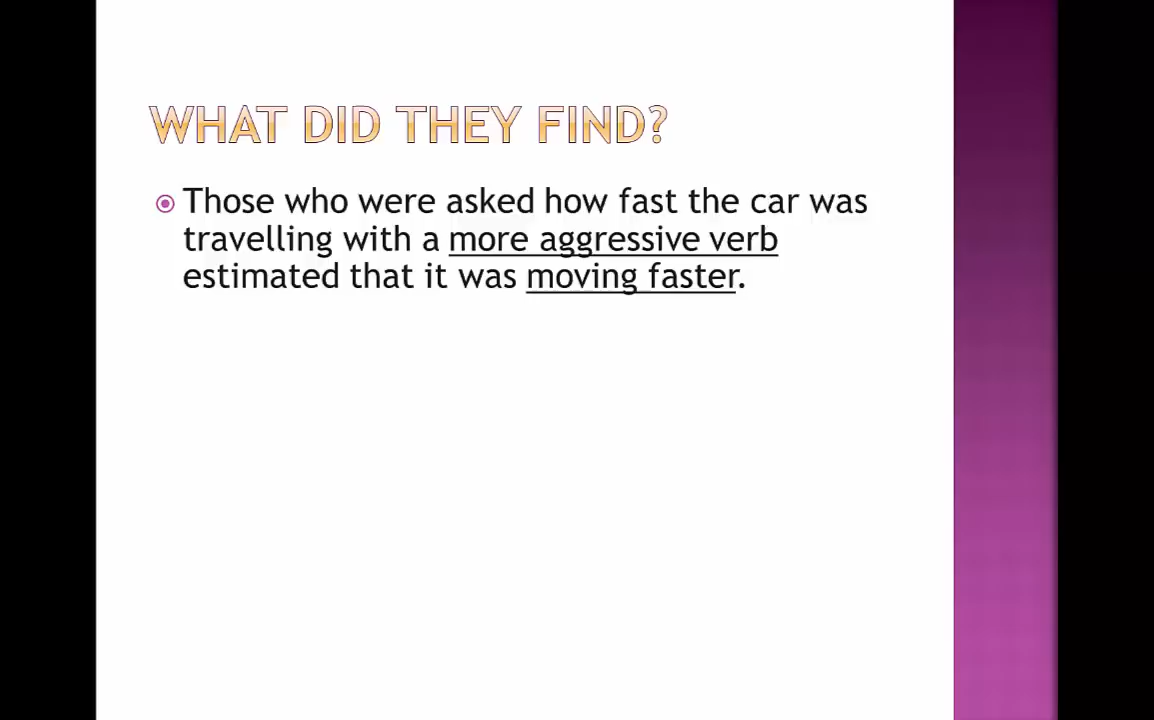 WHAT DID THEY FIND?
Those who were asked how fast the car was
travelling with a more aggressive verb
estimated that it was moving faster.